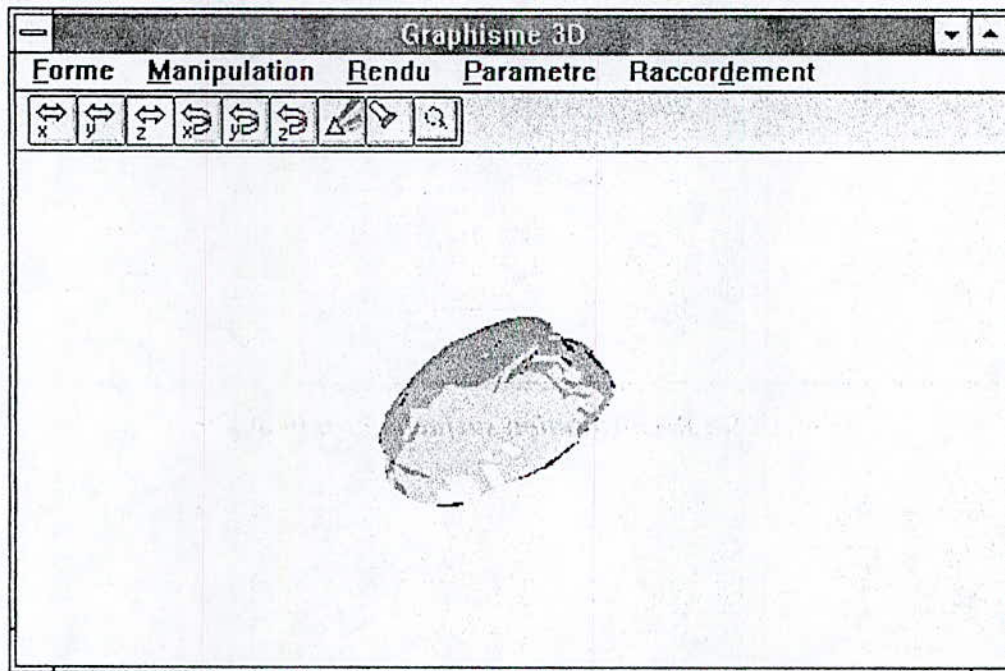 Graphisme 3D
Forme Manipulation Rendu Parametre Raccordement
x y z x y z